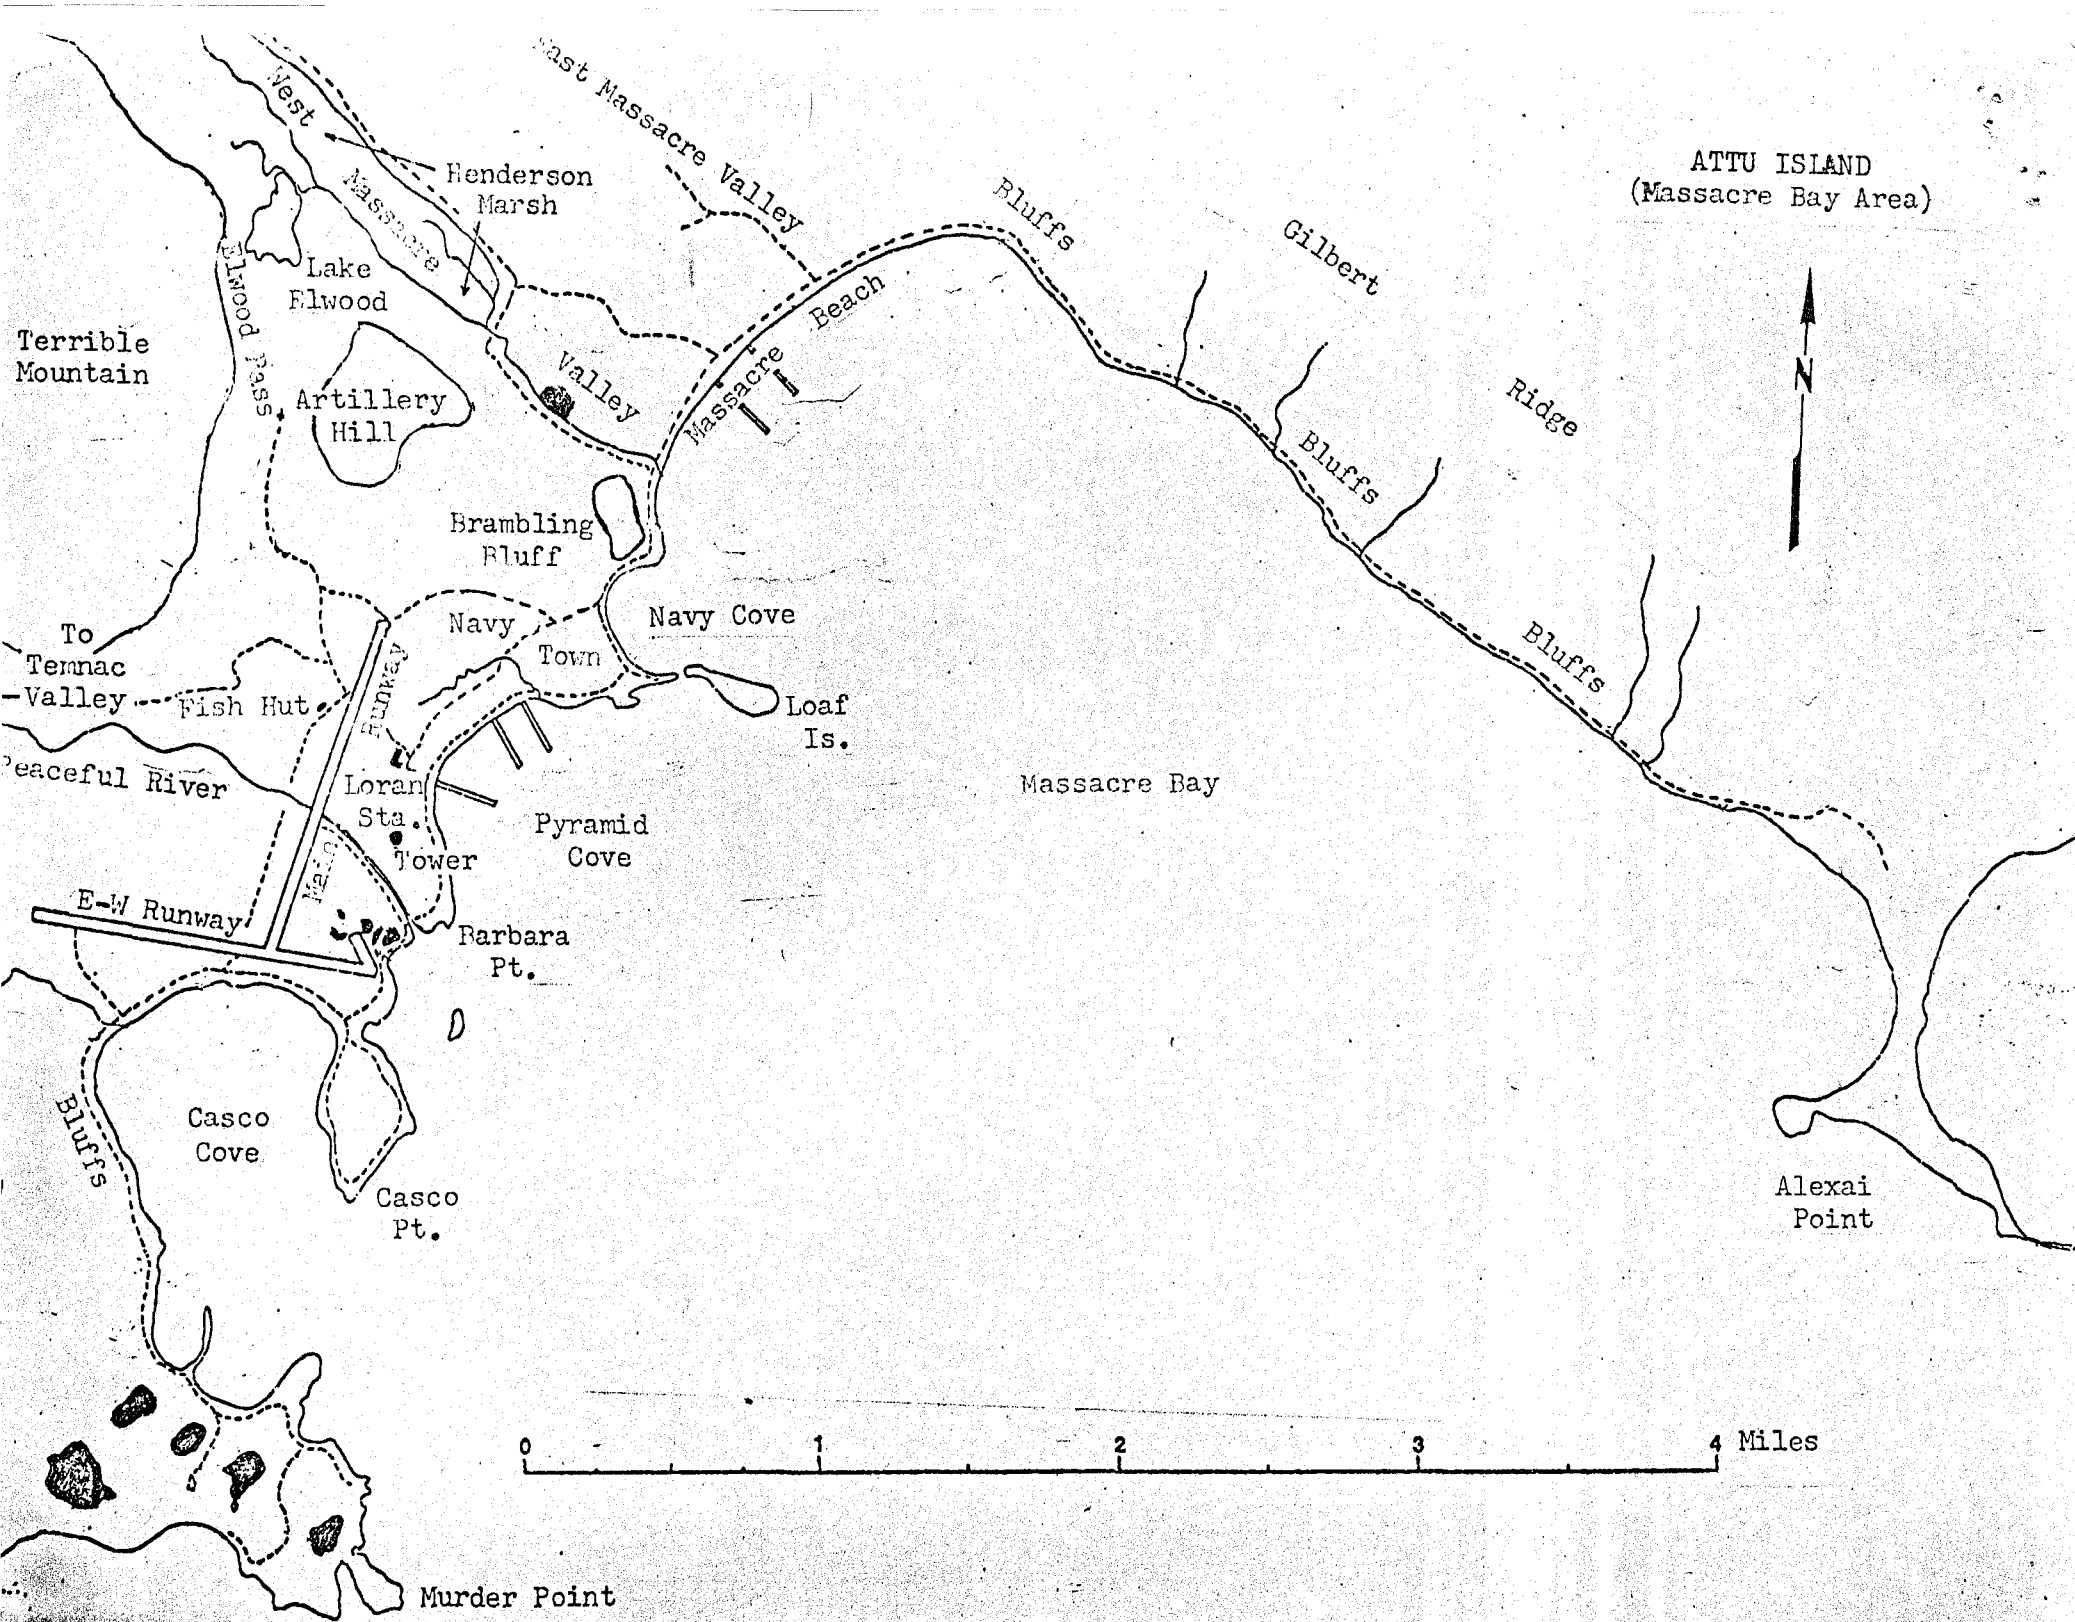 ATTU ISLAND
(Massacre Bay Area)
N
East Massacre Valley
West Massacre Valley
Henderson
Marsh
Lake
Elwood
Elwood Pass
Terrible
Mountain
Artillery
Hill
Massacre Beach
Bluffs
Gilbert Ridge
Bluffs
Bluffs
Brambling
Bluff
Navy Cove
Navy
Town
To
Temnac
Valley
Fish Hut
Main Runway
Loaf
Is.
Peaceful River
Loran
Sta.
Tower
Pyramid
Cove
Massacre Bay
E-W Runway
Barbara
Pt.
Bluffs
Casco
Cove
Casco
Pt.
Alexai
Point
0 1 2 3 4 Miles
Murder Point